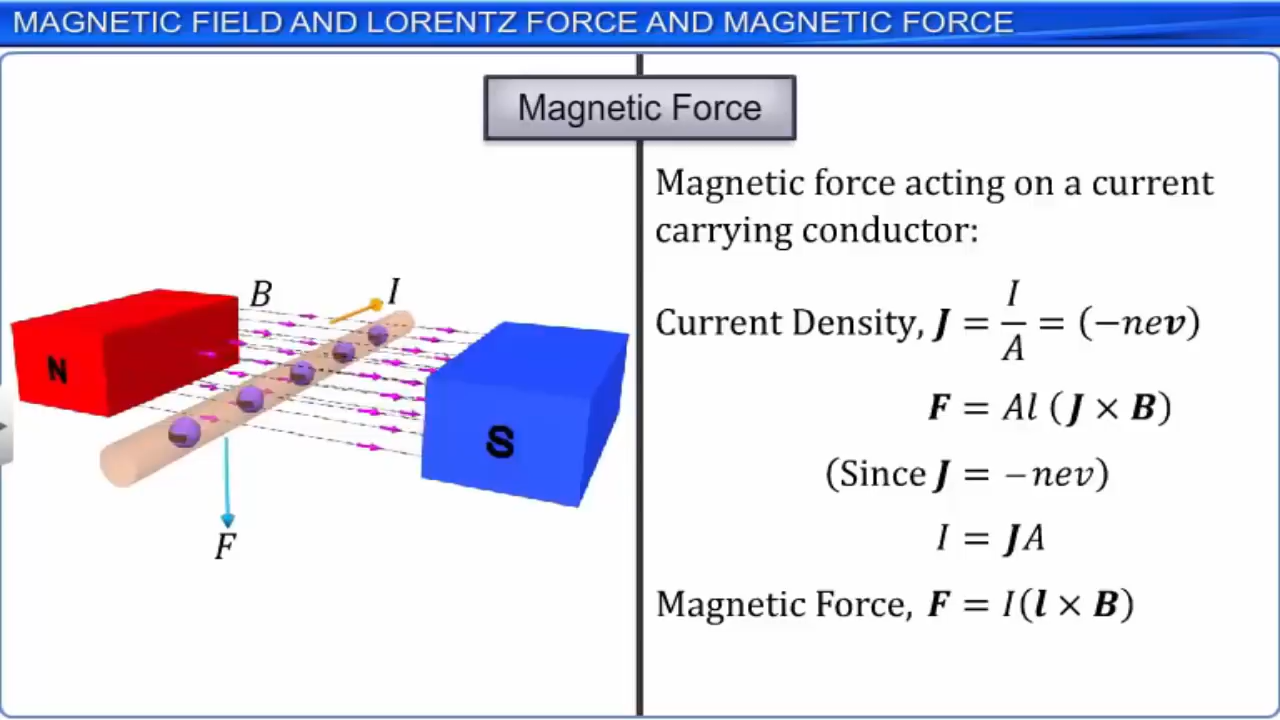 MAGNETIC FIELD AND LORENTZ FORCE AND MAGNETIC FORCE
Magnetic Force
B
I
N
S
F
Magnetic force acting on a current
carrying conductor:
Current Density, J = I/A = (−nev)
F = Al (J × B)
(Since J = −nev)
I = JA
Magnetic Force, F = I(l × B)